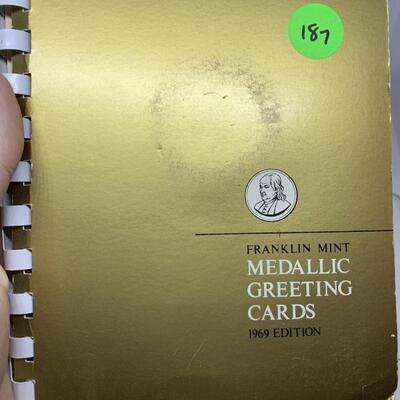 187
FRANKLIN MINT
MEDALLIC
GREETING
CARDS
1969 EDITION